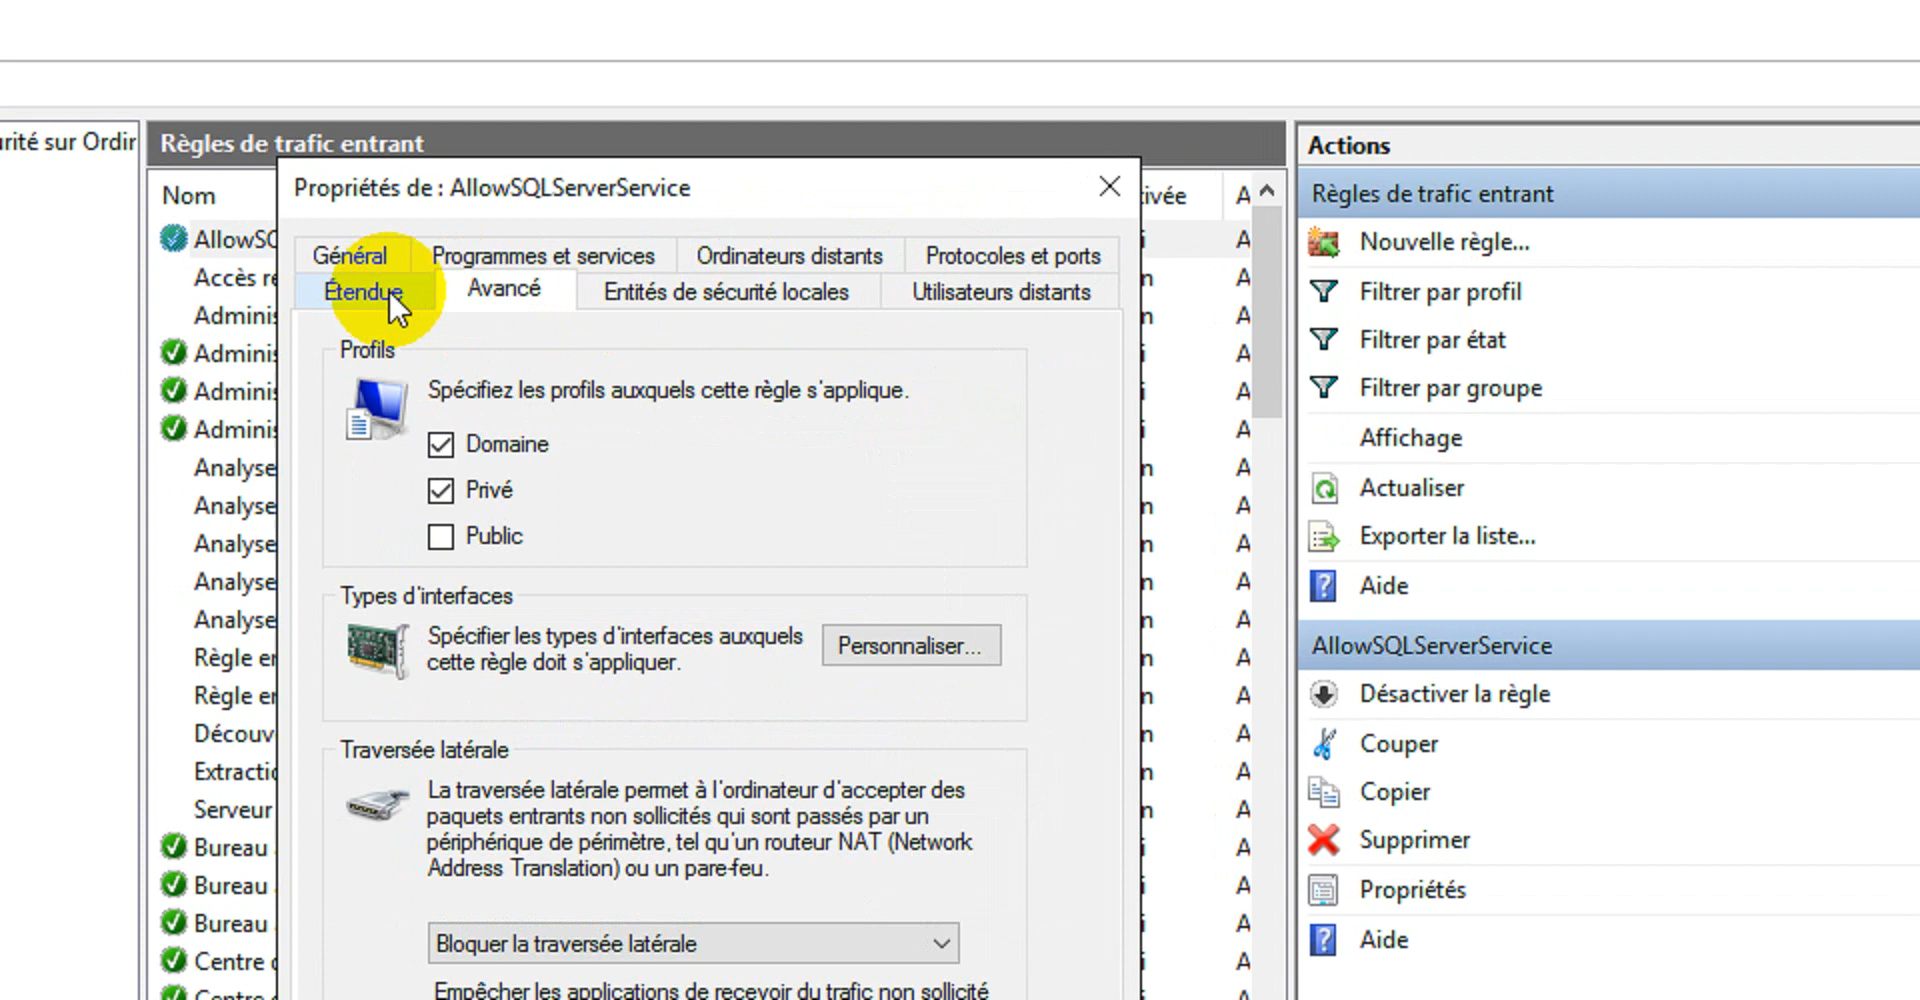 urité sur Ordir
Règles de trafic entrant
Nom
AllowSQ
Accès re
Adminis
Adminis
Adminis
Adminis
Analyse
Analyse
Analyse
Analyse
Analyse
Règle en
Règle en
Découv
Extractio
Serveur
Bureau
Bureau
Bureau
Centre
Propriétés de : AllowSQLServerService
Général
Programmes et services
Ordinateurs distants
Protocoles et ports
Étendue
Avancé
Entités de sécurité locales
Utilisateurs distants
Profils
Spécifiez les profils auxquels cette règle s'applique.
Domaine
Privé
Public
Types d'interfaces
Spécifier les types d'interfaces auxquels
cette règle doit s'appliquer.
Personnaliser...
Traversée latérale
La traversée latérale permet à l'ordinateur d'accepter des
paquets entrants non sollicités qui sont passés par un
périphérique de périmètre, tel qu'un routeur NAT (Network
Address Translation) ou un pare-feu.
Bloquer la traversée latérale
Empêcher les applications de recevoir du trafic non sollicité
ivée
A
Actions
Règles de trafic entrant
Nouvelle règle...
Filtrer par profil
Filtrer par état
Filtrer par groupe
Affichage
Actualiser
Exporter la liste...
Aide
AllowSQLServerService
Désactiver la règle
Couper
Copier
Supprimer
Propriétés
Aide